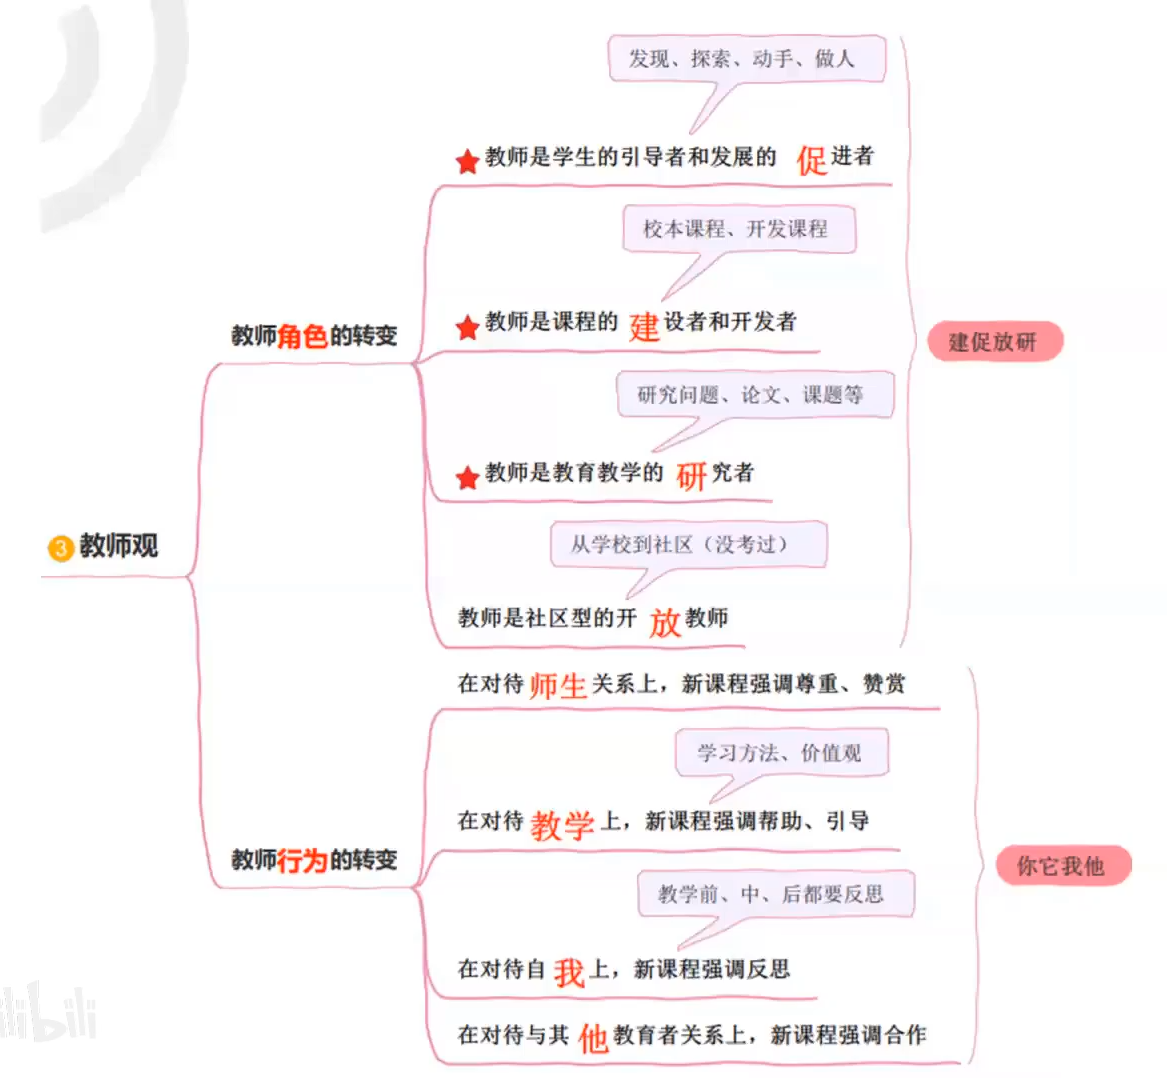 发现、探索、动手、做人
★教师是学生的引导者和发展的 促进者
校本课程、开发课程
★教师是课程的 建设者和开发者
教师角色的转变
建促放研
研究问题、论文、课题等
★教师是教育教学的 研究者
从学校到社区（没考过）
3 教师观
教师是社区型的开 放教师
在对待师生关系上，新课程强调尊重、赞赏
学习方法、价值观
在对待 教学 上，新课程强调帮助、引导
教师行为的转变
你它我他
教学前、中、后都要反思
在对待自我上，新课程强调反思
在对待与其他教育者关系上，新课程强调合作
ilibili